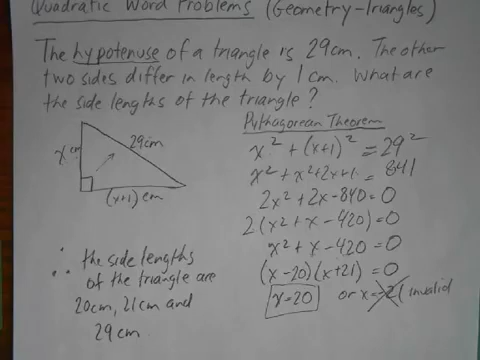 Quadratic Word Problems (Geometry-Triangles)
The hypotenuse of a triangle is 29cm. The other
two sides differ in length by 1cm. What are
the side lengths of the triangle?
Pythagorean Theorem
x cm
29cm
(x+1) cm
x² + (x+1)² = 29²
x² + x²+2x+1 = 841
2x² + 2x - 840 = 0
2(x² + x - 420) = 0
x² + x - 420 = 0
(x-20)(x+21) = 0
x=20 or x=-21 invalid
∴ the side lengths
of the triangle are
20cm, 21cm and
29cm